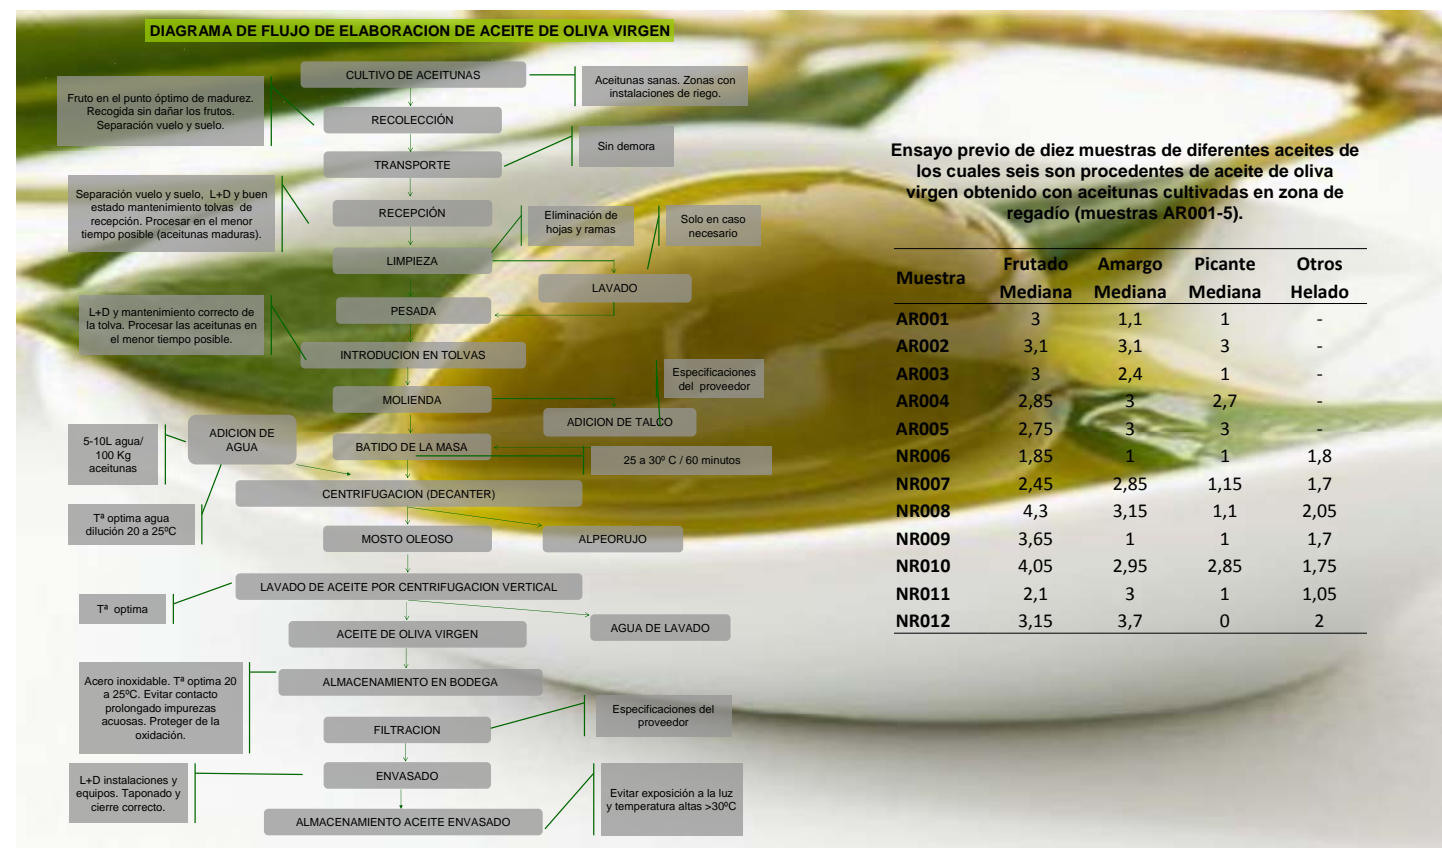 DIAGRAMA DE FLUJO DE ELABORACION DE ACEITE DE OLIVA VIRGEN
CULTIVO DE ACEITUNAS
Aceitunas sanas. Zonas con
instalaciones de riego.
Fruto en el punto óptimo de madurez.
Recogida sin dañar los frutos.
Separación vuelo y suelo.
RECOLECCIÓN
TRANSPORTE
Sin demora
Separación vuelo y suelo, L+D y buen
estado mantenimiento tolvas de
recepción. Procesar en el menor
tiempo posible (aceitunas maduras).
RECEPCIÓN
Eliminación de
hojas y ramas
Solo en caso
necesario
LIMPIEZA
LAVADO
PESADA
L+D y mantenimiento correcto de
la tolva. Procesar las aceitunas en
el menor tiempo posible.
INTRODUCION EN TOLVAS
Especificaciones
del proveedor
MOLIENDA
ADICION DE TALCO
ADICION DE
AGUA
5-10L agua/
100 Kg
aceitunas
BATIDO DE LA MASA
25 a 30º C / 60 minutos
CENTRIFUGACION (DECANTER)
Tª optima agua
dilución 20 a 25ºC
MOSTO OLEOSO
ALPEORUJO
LAVADO DE ACEITE POR CENTRIFUGACION VERTICAL
Tª optima
AGUA DE LAVADO
ACEITE DE OLIVA VIRGEN
Acero inoxidable. Tª optima 20
a 25ºC. Evitar contacto
prolongado impurezas
acuosas. Proteger de la
oxidación.
ALMACENAMIENTO EN BODEGA
Especificaciones del
proveedor
FILTRACION
L+D instalaciones y
equipos. Taponado y
cierre correcto.
ENVASADO
Evitar exposición a la luz
y temperatura altas >30ºC
ALMACENAMIENTO ACEITE ENVASADO
Ensayo previo de diez muestras de diferentes aceites de
los cuales seis son procedentes de aceite de oliva
virgen obtenido con aceitunas cultivadas en zona de
regadío (muestras AR001-5).
Muestra Frutado Amargo Picante Otros
Mediana Mediana Mediana Helado
AR001 3 1,1 1 -
AR002 3,1 3,1 3 -
AR003 3 2,4 1 -
AR004 2,85 3 2,7 -
AR005 2,75 3 3 -
NR006 1,85 1 1 1,8
NR007 2,45 2,85 1,15 1,7
NR008 4,3 3,15 1,1 2,05
NR009 3,65 1 1 1,7
NR010 4,05 2,95 2,85 1,75
NR011 2,1 3 1 1,05
NR012 3,15 3,7 0 2